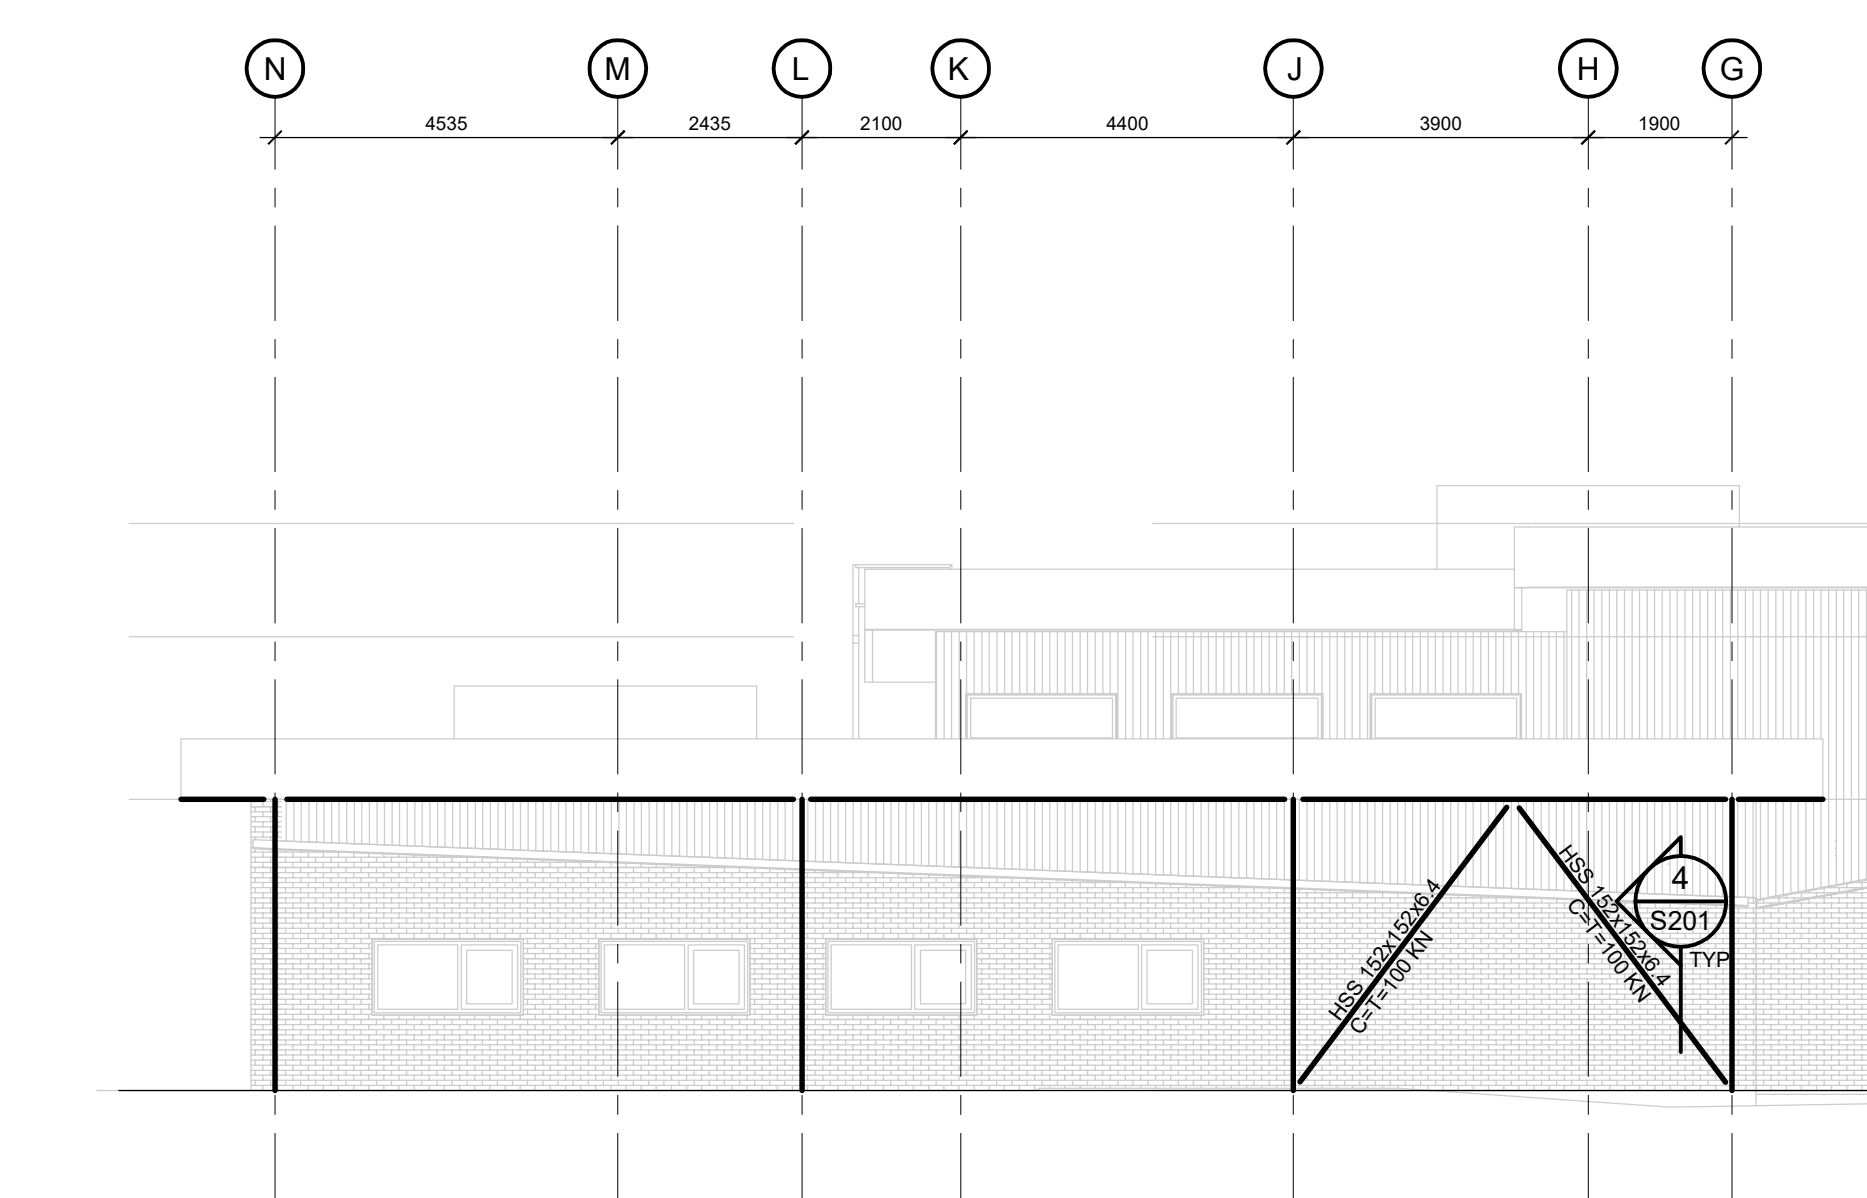 N M L K J H G
4535 2435 2100 4400 3900 1900
HSS 152x152x6.4
C=T=100 KN
HSS 152x152x6.4
C=T=100 KN
4
S201
TYP